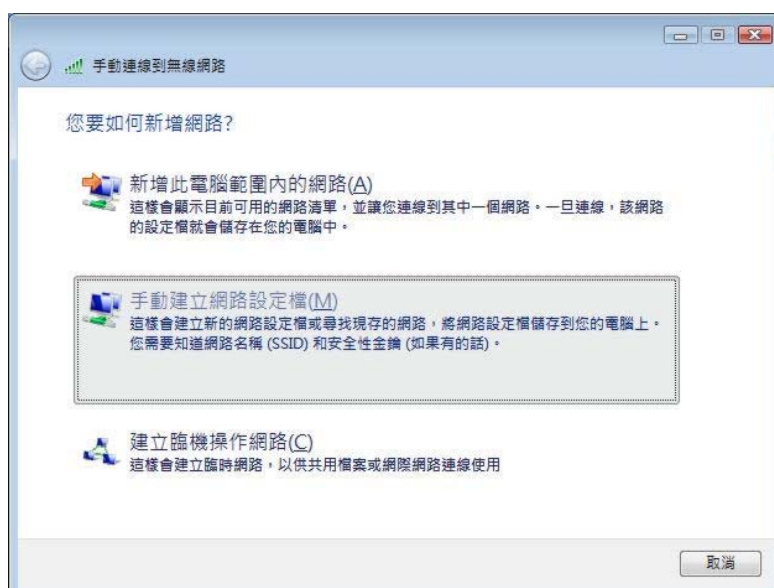 手動連線到無線網路
您要如何新增網路?
新增此電腦範圍內的網路(A)
這樣會顯示目前可用的網路清單，並讓您連線到其中一個網路。一旦連線，該網路
的設定檔就會儲存在您的電腦中。
手動建立網路設定檔(M)
這樣會建立新的網路設定檔或尋找現存的網路，將網路設定檔儲存到您的電腦上。
您需要知道網路名稱 (SSID) 和安全性金鑰 (如果有的話)。
建立臨機操作網路(C)
這樣會建立臨時網路，以供共用檔案或網際網路連線使用
取消